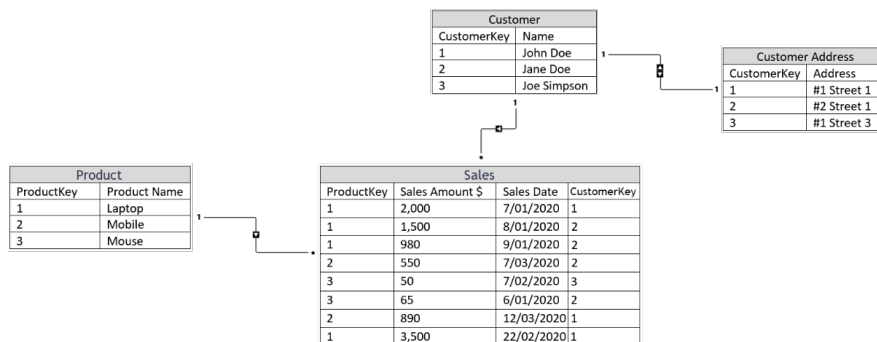 Customer
CustomerKey Name
1 John Doe
2 Jane Doe
3 Joe Simpson
1
1
1
Customer Address
CustomerKey Address
1 #1 Street 1
2 #2 Street 1
3 #1 Street 3
Product
ProductKey Product Name
1 Laptop
2 Mobile
3 Mouse
1
*
*
Sales
ProductKey Sales Amount $ Sales Date CustomerKey
1 2,000 7/01/2020 1
1 1,500 8/01/2020 2
1 980 9/01/2020 2
2 550 7/03/2020 2
3 50 7/02/2020 3
3 65 6/01/2020 2
2 890 12/03/2020 1
1 3,500 22/02/2020 1